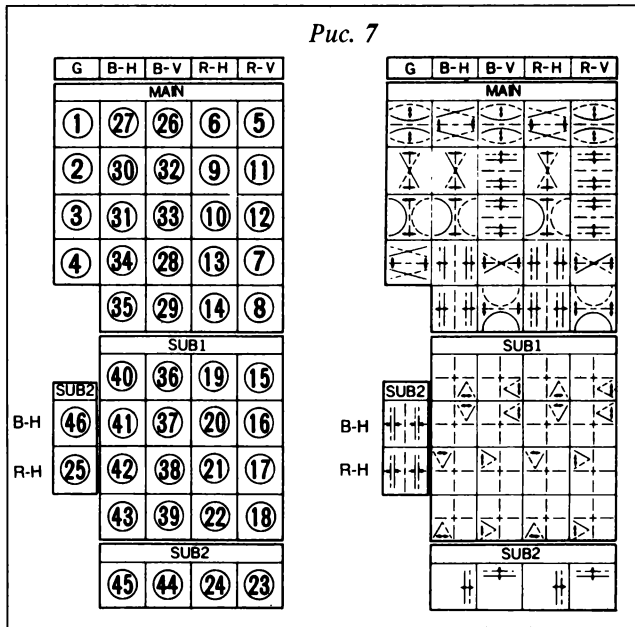 Рис. 7
G B-H B-V R-H R-V
MAIN
1 27 26 6 5
2 30 32 9 11
3 31 33 10 12
4 34 28 13 7
35 29 14 8
SUB1
40 36 19 15
SUB2
B-H 46 41 37 20 16
R-H 25 42 38 21 17
43 39 22 18
SUB2
45 44 24 23
G B-H B-V R-H R-V
MAIN
SUB1
SUB2
B-H
R-H
SUB2